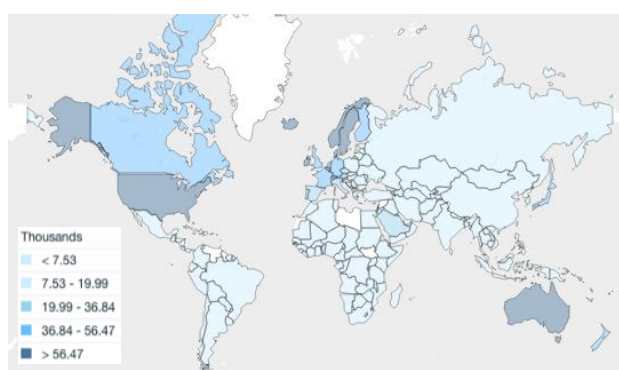 Thousands
< 7.53
7.53 - 19.99
19.99 - 36.84
36.84 - 56.47
> 56.47